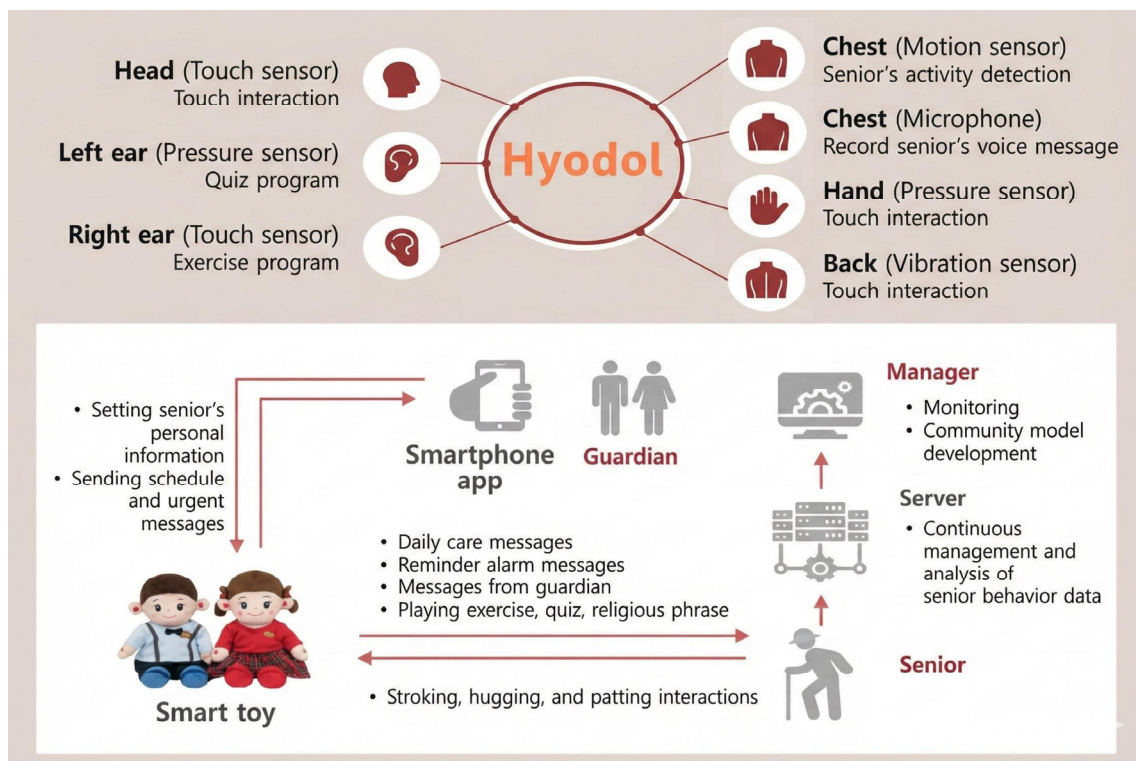 Head (Touch sensor)
Touch interaction
Left ear (Pressure sensor)
Quiz program
Right ear (Touch sensor)
Exercise program
Hyodol
Chest (Motion sensor)
Senior's activity detection
Chest (Microphone)
Record senior's voice message
Hand (Pressure sensor)
Touch interaction
Back (Vibration sensor)
Touch interaction
• Setting senior's
personal
information
• Sending schedule
and urgent
messages
Smartphone
app
Guardian
Manager
• Monitoring
• Community model
development
Server
• Continuous
management and
analysis of
senior behavior data
• Daily care messages
• Reminder alarm messages
• Messages from guardian
• Playing exercise, quiz, religious phrase
Smart toy
• Stroking, hugging, and patting interactions
Senior